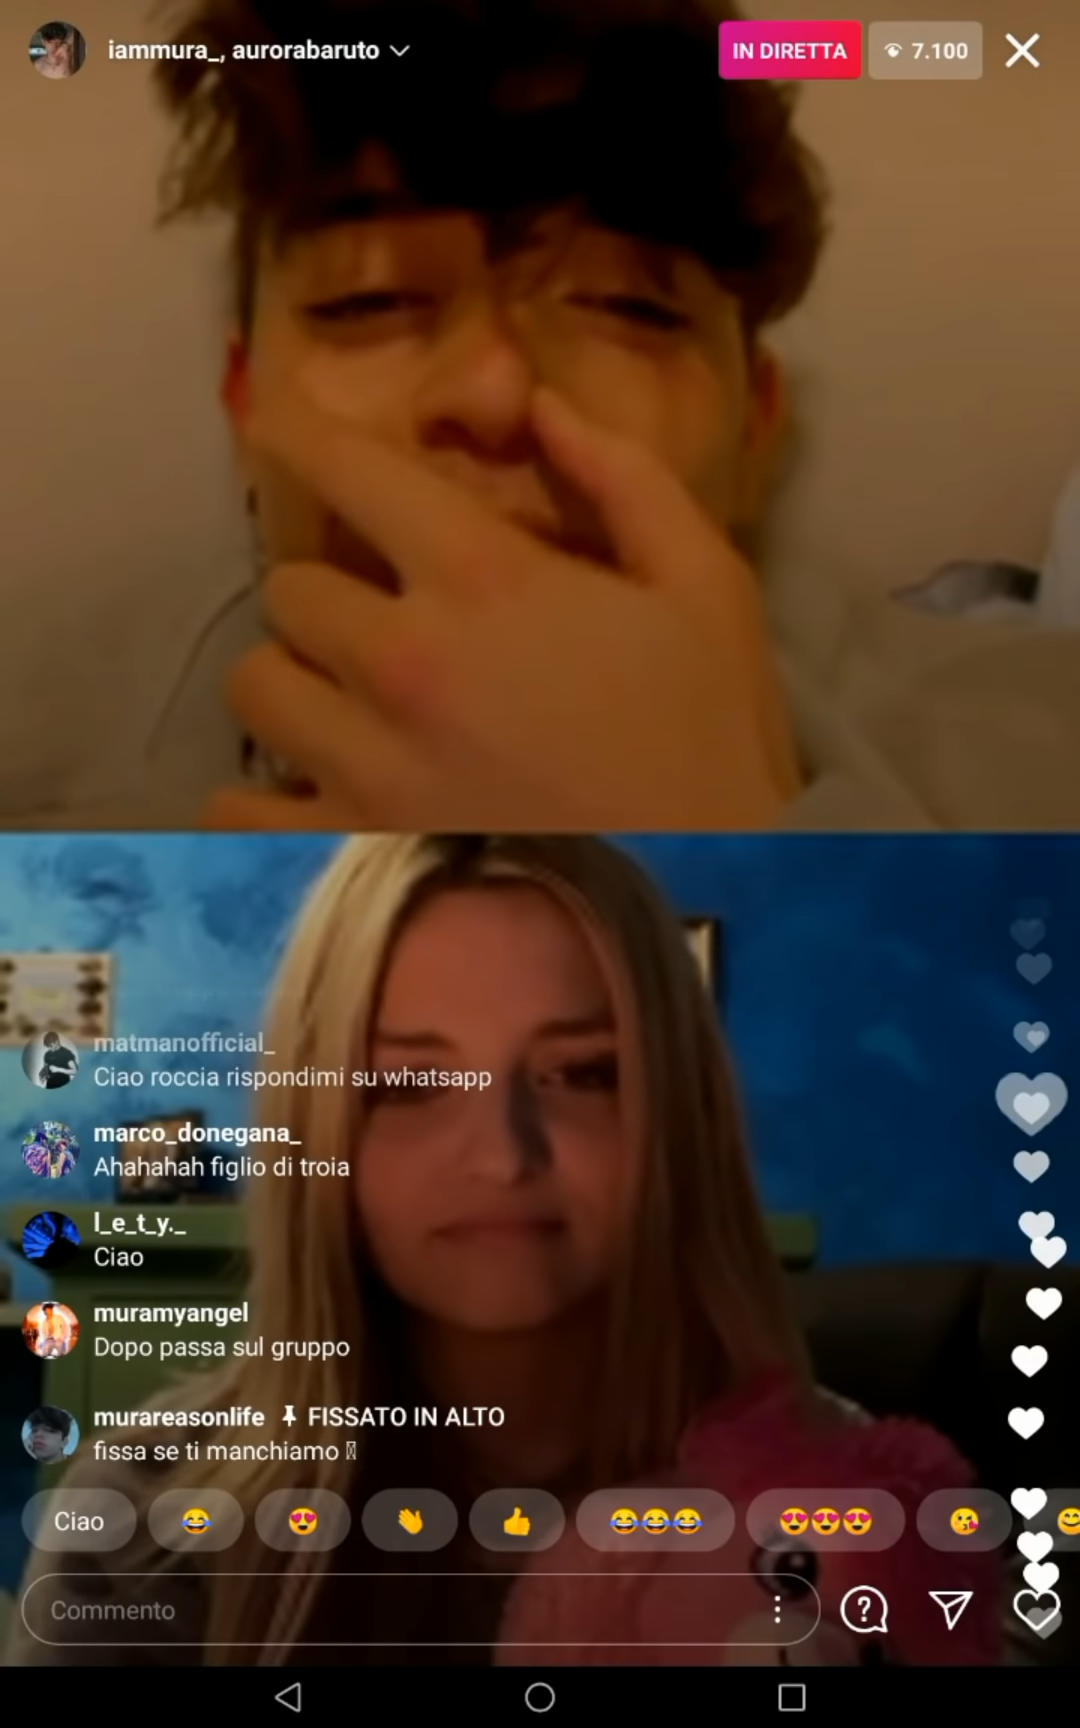 iammura_, aurorabaruto
IN DIRETTA
7.100
matmanofficial_
Ciao roccia rispondimi su whatsapp
marco_donegana_
Ahahahah figlio di troia
l_e_t_y._
Ciao
muramyangel
Dopo passa sul gruppo
murareasonlife FISSATO IN ALTO
fissa se ti manchiamo
Ciao
Commento